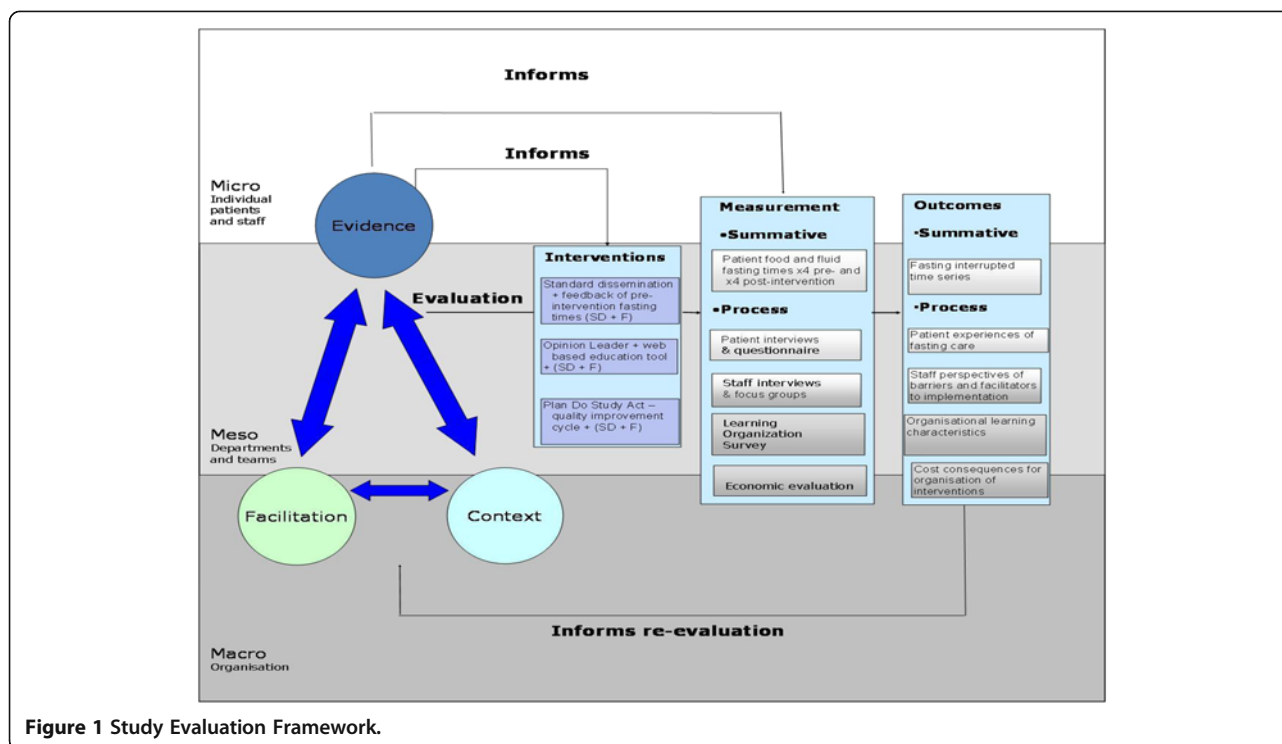 Informs
Informs
Micro
Individual
patients
and staff
Evidence
Evaluation
Interventions
Standard dissemination
+ feedback of pre-
intervention fasting
times (SD + F)
Opinion Leader + web
based education tool
+ (SD + F)
Plan Do Study Act –
quality improvement
cycle + (SD + F)
Measurement
•Summative
Patient food and fluid
fasting times x4 pre- and
x4 post-intervention
•Process
Patient interviews
& questionnaire
Staff interviews
& focus groups
Learning
Organization
Survey
Economic evaluation
Outcomes
•Summative
Fasting interrupted
time series
•Process
Patient experiences of
fasting care
Staff perspectives of
barriers and facilitators
to implementation
Organisational learning
characteristics
Cost consequences for
organisation of
interventions
Meso
Departments
and teams
Facilitation
Context
Informs re-evaluation
Macro
Organisation
Figure 1 Study Evaluation Framework.